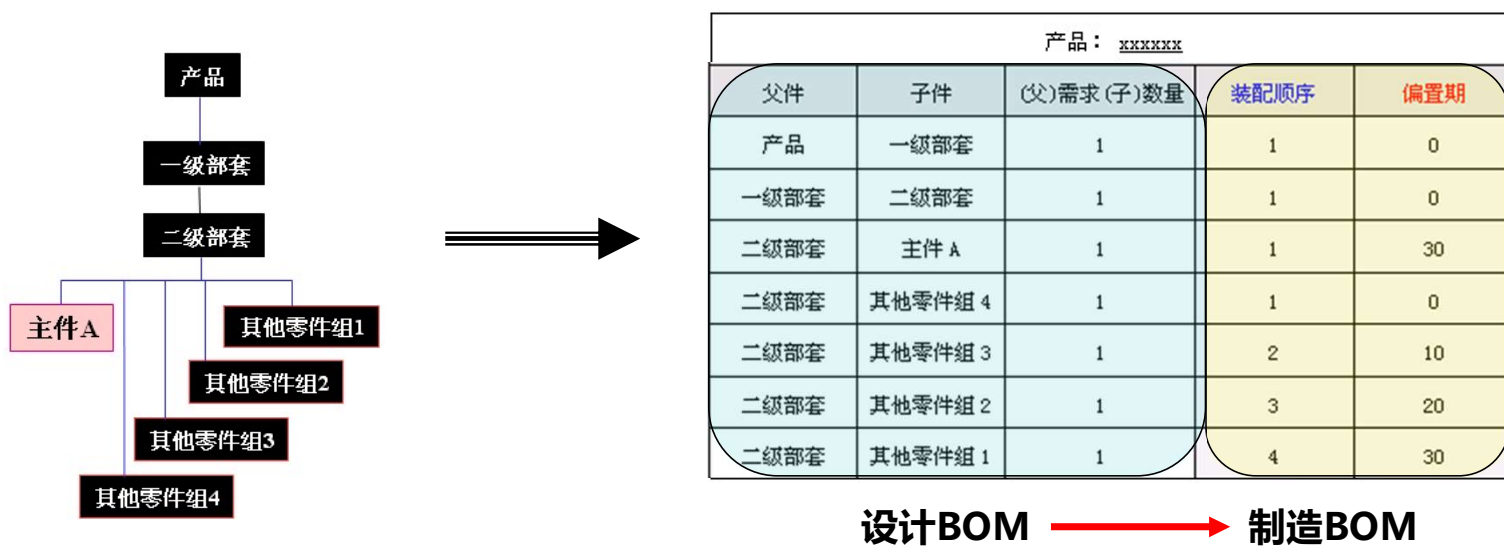 产品
一级部套
二级部套
主件A
其他零件组1
其他零件组2
其他零件组3
其他零件组4
产品： xxxxxx
父件 子件 (父)需求(子)数量 装配顺序 偏置期
产品 一级部套 1 1 0
一级部套 二级部套 1 1 0
二级部套 主件 A 1 1 30
二级部套 其他零件组 4 1 1 0
二级部套 其他零件组 3 1 2 10
二级部套 其他零件组 2 1 3 20
二级部套 其他零件组 1 1 4 30
设计BOM 制造BOM